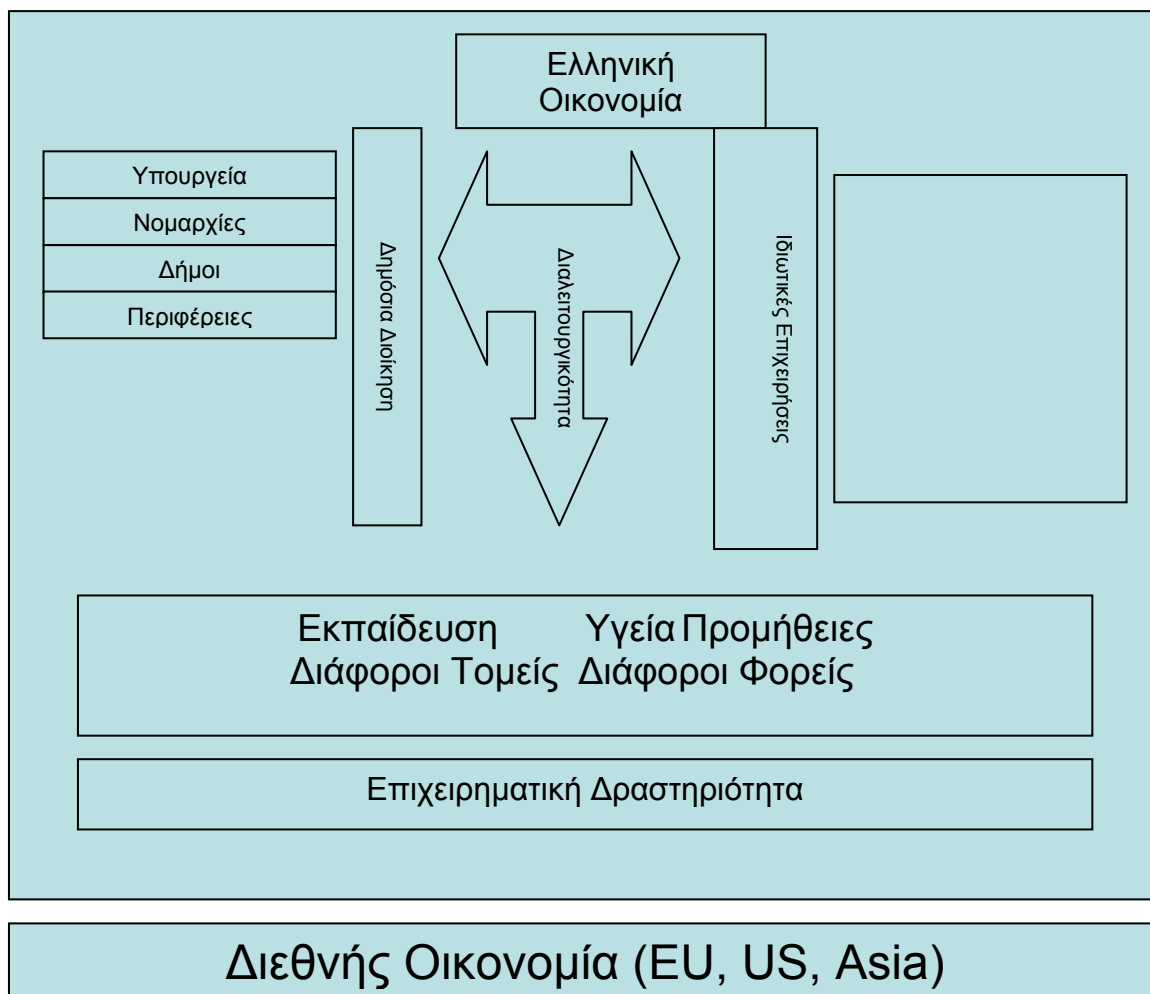 Ελληνική
Οικονομία
Υπουργεία
Νομαρχίες
Δήμοι
Περιφέρειες
Δημόσια Διοίκηση
Διαλειτουργικότητα
Ιδιωτικές Επιχειρήσεις
Εκπαίδευση Υγεία Προμήθειες
Διάφοροι Τομείς Διάφοροι Φορείς
Επιχειρηματική Δραστηριότητα
Διεθνής Οικονομία (EU, US, Asia)